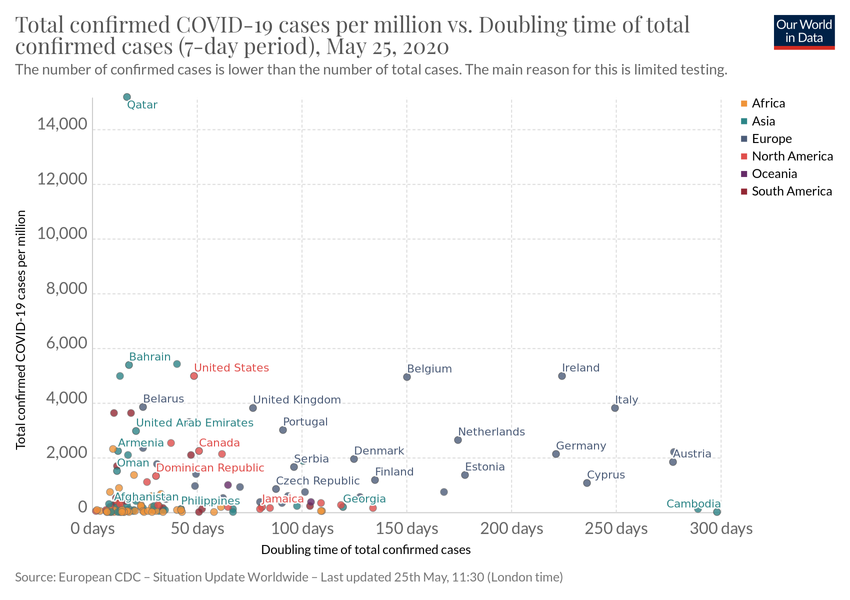 Total confirmed COVID-19 cases per million vs. Doubling time of total
confirmed cases (7-day period), May 25, 2020
The number of confirmed cases is lower than the number of total cases. The main reason for this is limited testing.
Our World
in Data
Africa
Asia
Europe
North America
Oceania
South America
Total confirmed COVID-19 cases per million
14,000
12,000
10,000
8,000
6,000
4,000
2,000
0
Qatar
Bahrain
United States
Belgium
Ireland
Belarus
United Kingdom
Italy
United Arab Emirates
Portugal
Netherlands
Armenia
Canada
Germany
Denmark
Austria
Oman
Dominican Republic
Serbia
Estonia
Finland
Czech Republic
Cyprus
Afghanistan
Philippines
Jamaica
Georgia
Cambodia
0 days
50 days
100 days
150 days
200 days
250 days
300 days
Doubling time of total confirmed cases
Source: European CDC – Situation Update Worldwide – Last updated 25th May, 11:30 (London time)